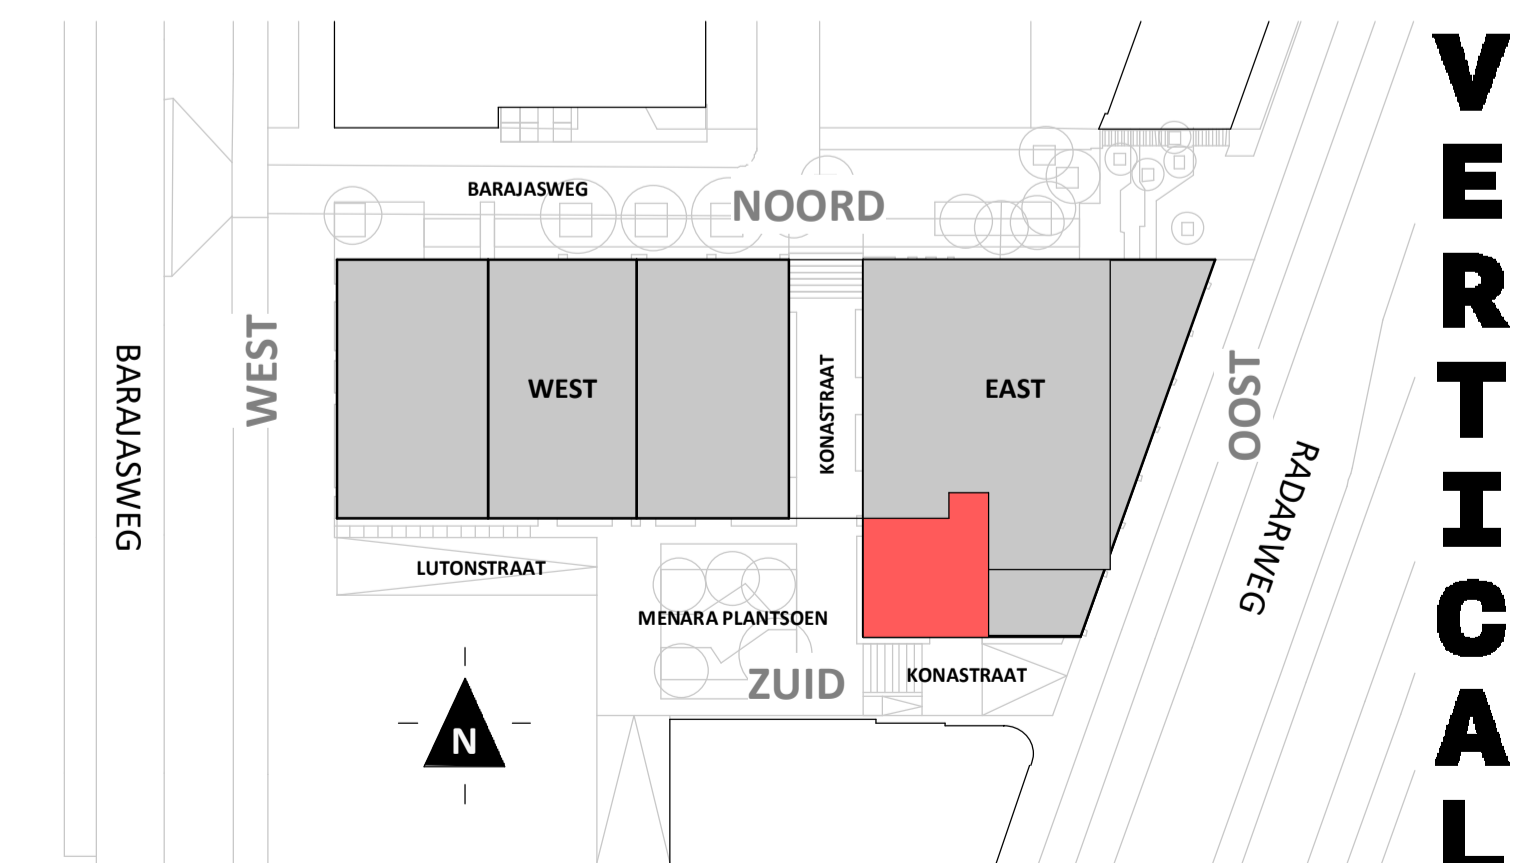 BARAJASWEG
NOORD
WEST
BARAJASWEG
WEST
KONASTRAAT
EAST
OOST
RADARWEG
LUTONSTRAAT
MENARA PLANTSOEN
ZUID
KONASTRAAT
N
VERTICAL